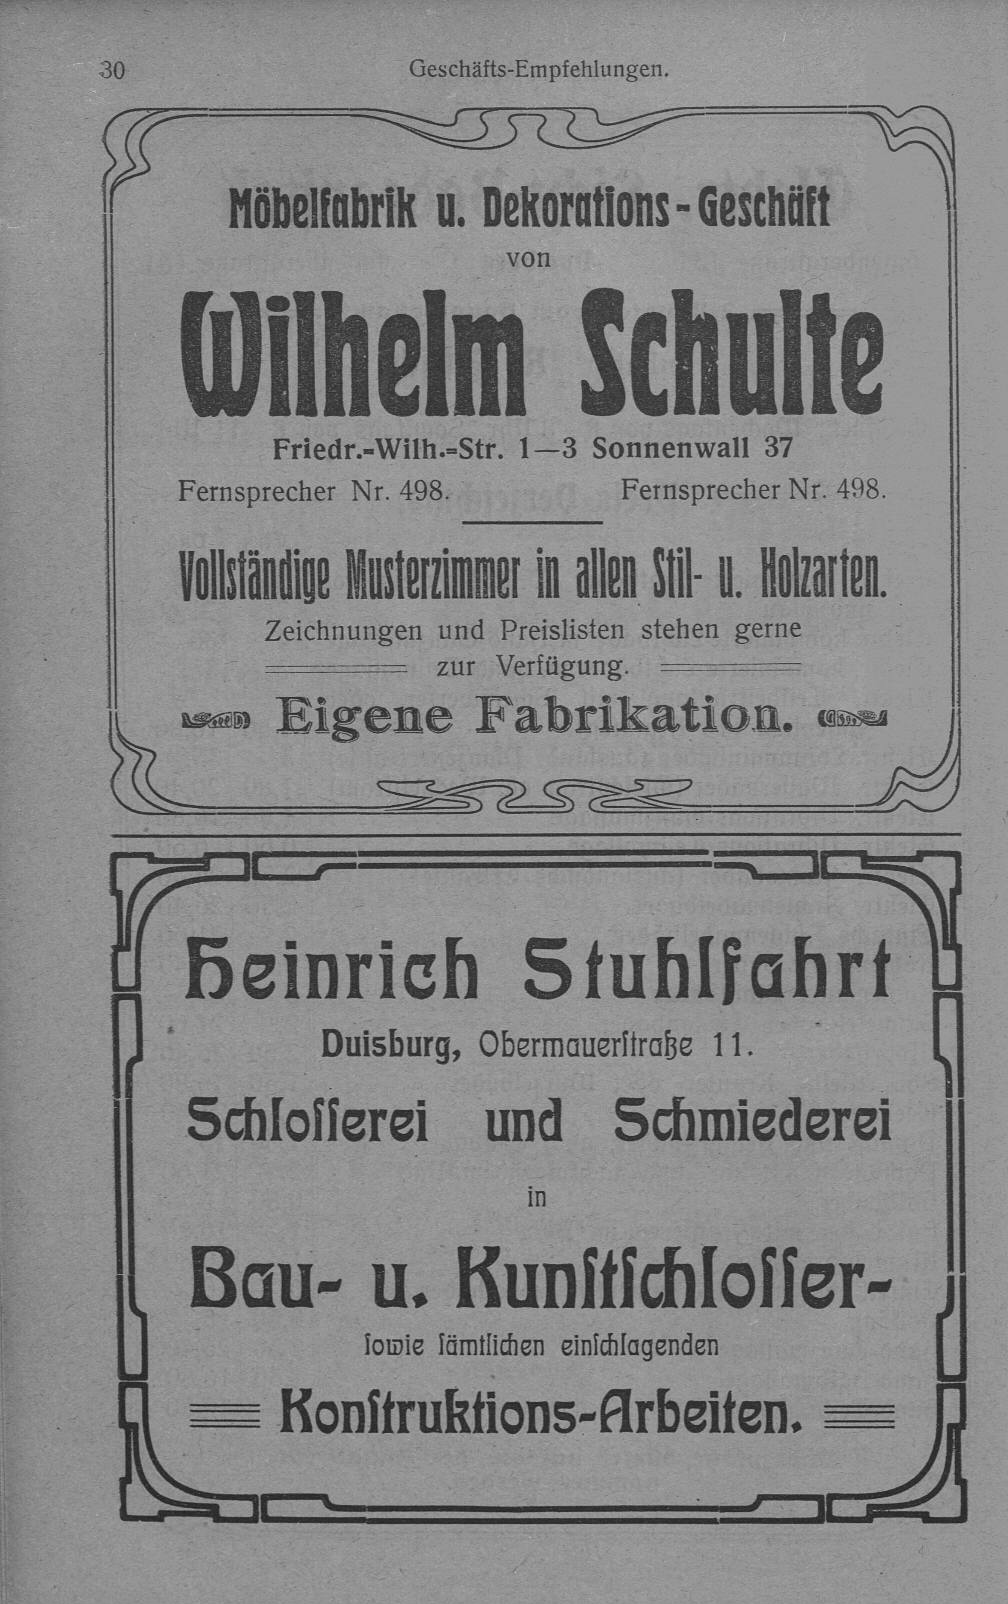 30 Geschäfts-Empfehlungen.
Möbelfabrik u. Dekorations-Geschäft
von
Wilhelm Schulte
Friedr.-Wilh.-Str. 1—3 Sonnenwall 37
Fernsprecher Nr. 498. Fernsprecher Nr. 498.
Vollständige Musterzimmer in allen Stil- u. Holzarten.
Zeichnungen und Preislisten stehen gerne
zur Verfügung.
Eigene Fabrikation.
Heinrich Stuhlfahrt
Duisburg, Obermauerſtraße 11.
Schloſſerei und Schmiederei
in
Bau- u. Kunſtſchloſſer-
ſowie ſämtlichen einſchlagenden
Konſtruktions-Arbeiten.